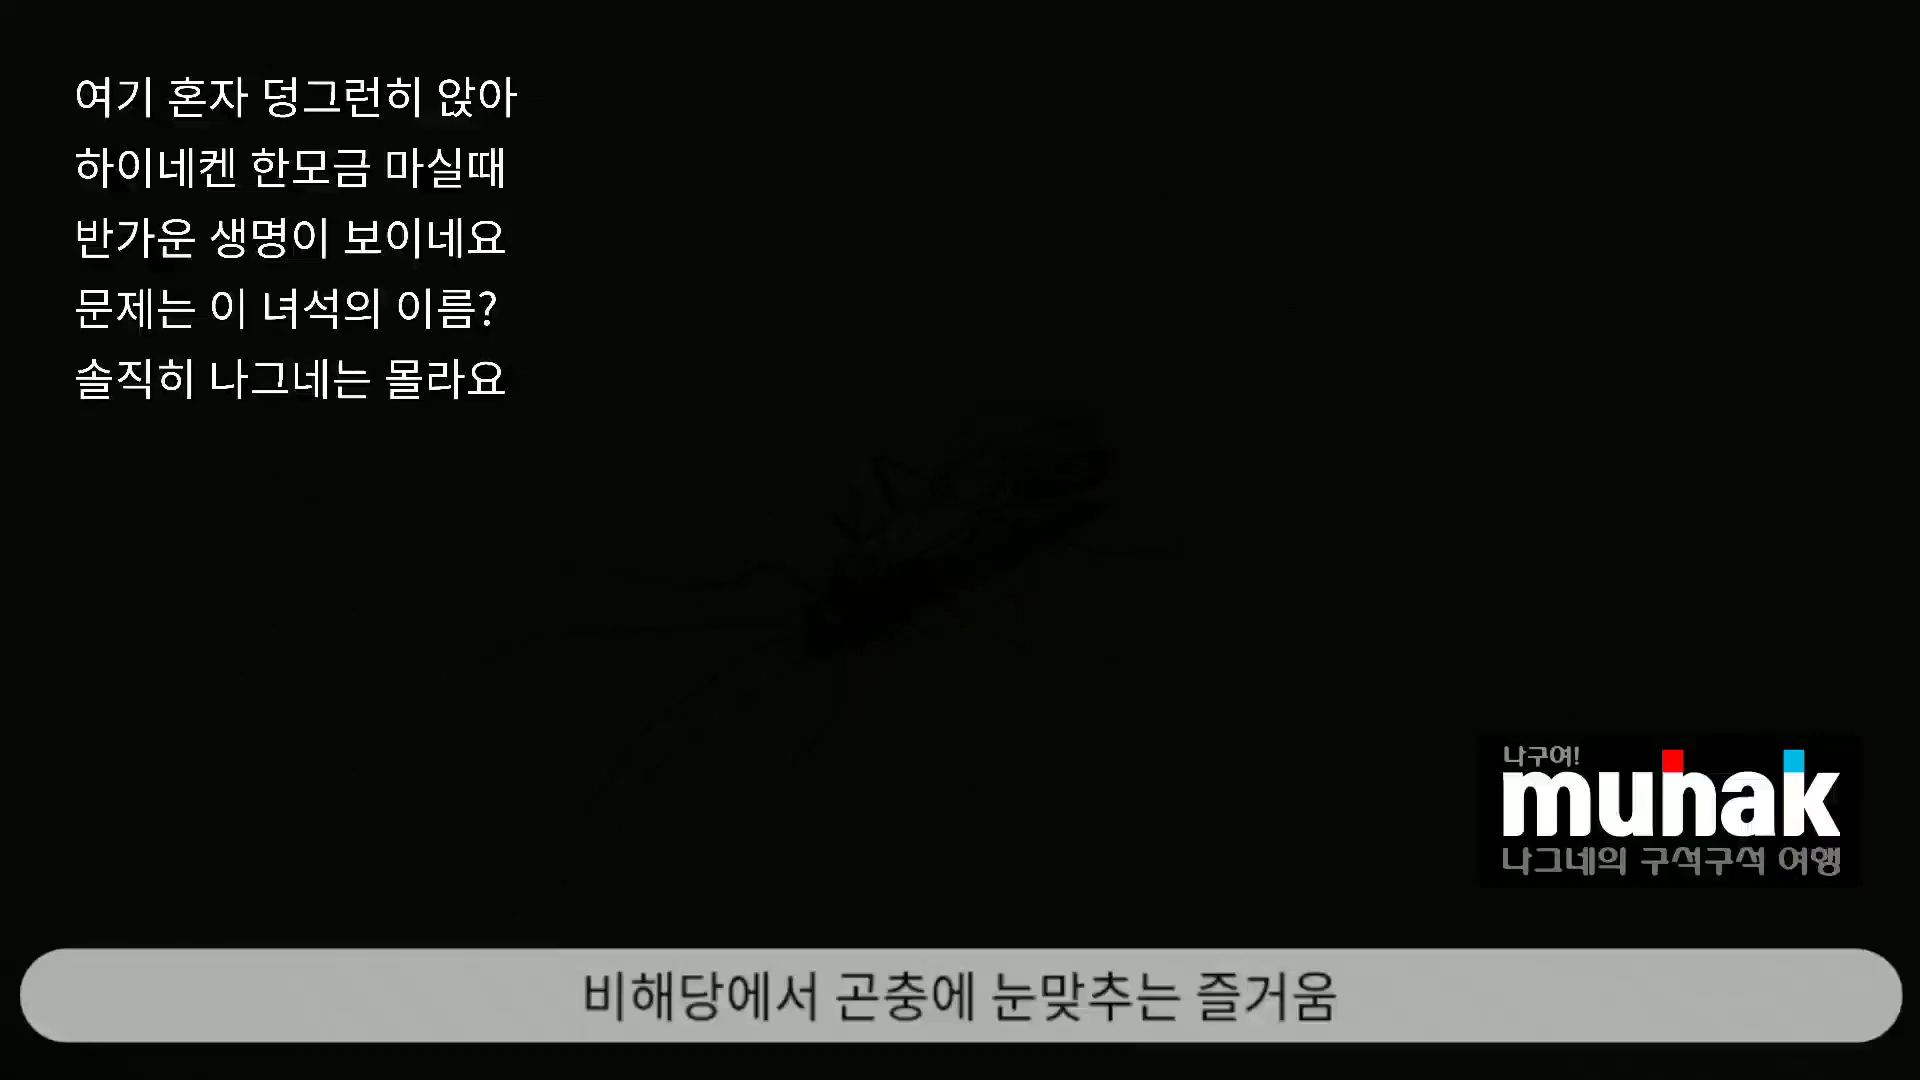 여기 혼자 덩그런히 앉아
하이네켄 한모금 마실때
반가운 생명이 보이네요
문제는 이 녀석의 이름?
솔직히 나그네는 몰라요
나구여!
munak
나그네의 구석구석 여행
비해당에서 곤충에 눈맞추는 즐거움